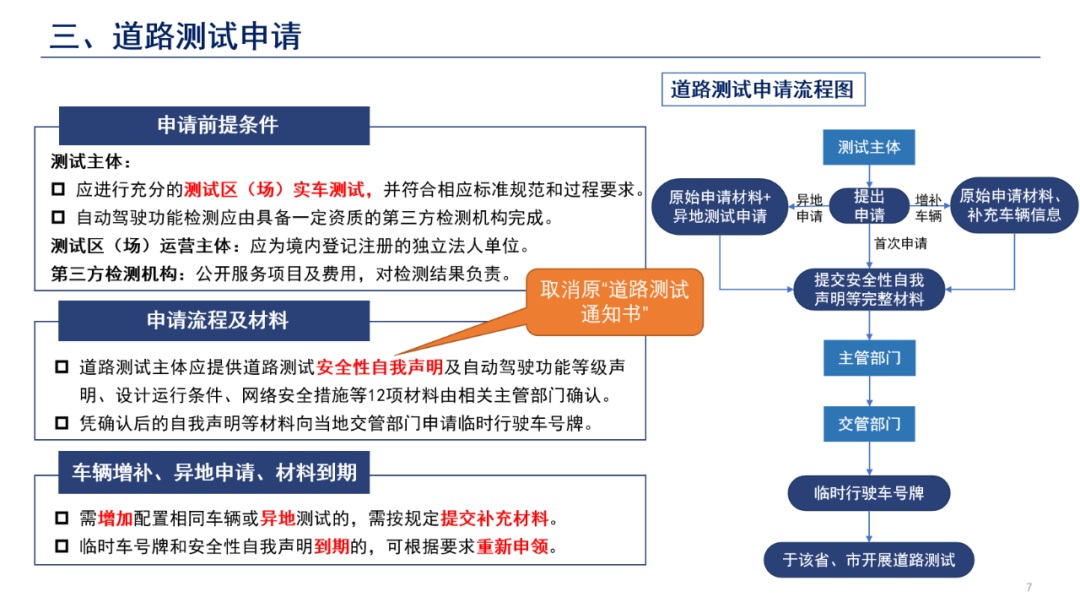 三、道路测试申请
申请前提条件
测试主体：
应进行充分的测试区（场）实车测试，并符合相应标准规范和过程要求。
自动驾驶功能检测应由具备一定资质的第三方检测机构完成。
测试区（场）运营主体：应为境内登记注册的独立法人单位。
第三方检测机构：公开服务项目及费用，对检测结果负责。
取消原“道路测试
通知书”
申请流程及材料
道路测试主体应提供道路测试安全性自我声明及自动驾驶功能等级声
明、设计运行条件、网络安全措施等12项材料由相关主管部门确认。
凭确认后的自我声明等材料向当地交管部门申请临时行驶车号牌。
车辆增补、异地申请、材料到期
需增加配置相同车辆或异地测试的，需按规定提交补充材料。
临时车号牌和安全性自我声明到期的，可根据要求重新申领。
道路测试申请流程图
测试主体
原始申请材料+
异地测试申请
异地
申请
提出
申请
增补
车辆
原始申请材料、
补充车辆信息
首次申请
提交安全性自我
声明等完整材料
主管部门
交管部门
临时行驶车号牌
于该省、市开展道路测试
7